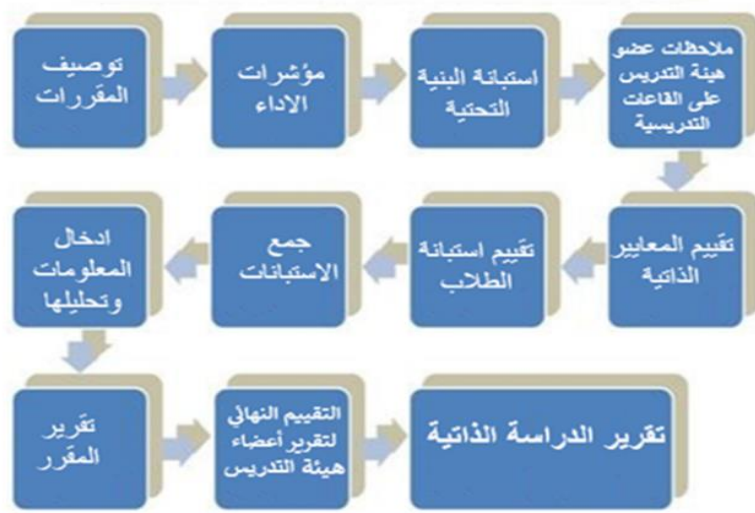 توصيف
المقررات
مؤشرات
الاداء
استبانة البنية
التحتية
ملاحظات عضو
هيئة التدريس
على القاعات
التدريسية
تقييم المعايير
الذاتية
تقييم استبانة
الطلاب
جمع
الاستبانات
ادخال
المعلومات
وتحليلها
تقرير
المقرر
التقييم النهائي
لتقرير أعضاء
هيئة التدريس
تقرير الدراسة الذاتية